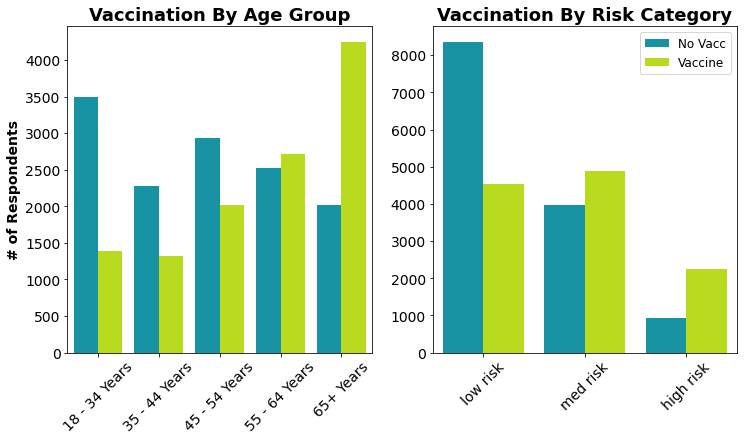 Vaccination By Age Group
# of Respondents
4000
3500
3000
2500
2000
1500
1000
500
0
18 - 34 Years
35 - 44 Years
45 - 54 Years
55 - 64 Years
65+ Years
Vaccination By Risk Category
No Vacc
Vaccine
8000
7000
6000
5000
4000
3000
2000
1000
0
low risk
med risk
high risk